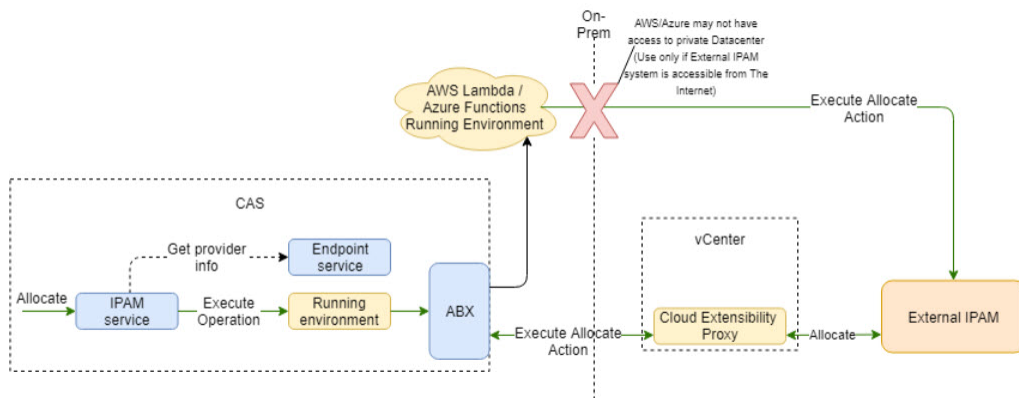 On-
Prem
AWS/Azure may not have
access to private Datacenter
(Use only if External IPAM
system is accessible from The
Internet)
AWS Lambda /
Azure Functions
Running Environment
Execute Allocate
Action
CAS
Get provider
info
Endpoint
service
vCenter
Allocate
IPAM
service
Execute
Operation
Running
environment
ABX
Execute Allocate
Action
Cloud Extensibility
Proxy
Allocate
External IPAM